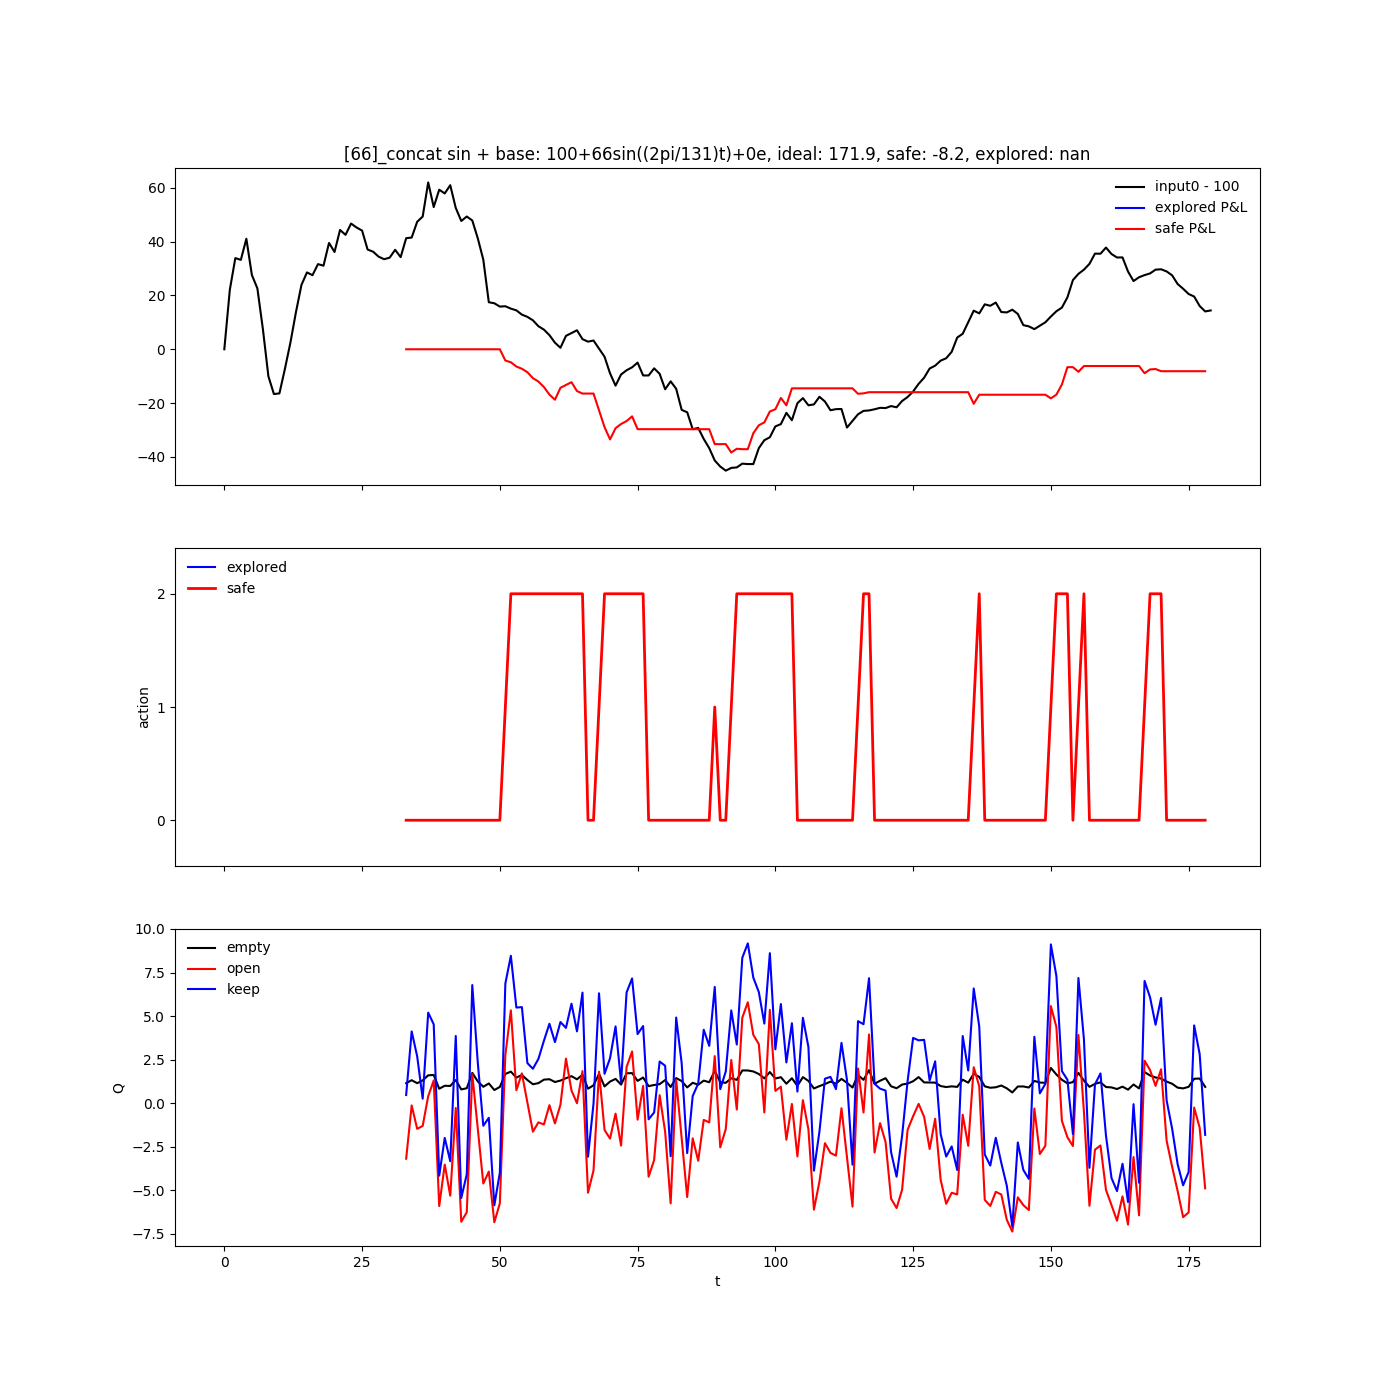 [66]_concat sin + base: 100+66sin((2pi/131)t)+0e, ideal: 171.9, safe: -8.2, explored: nan
60
40
20
0
−20
−40
input0 - 100
explored P&L
safe P&L
explored
safe
2
1
0
action
10.0
7.5
5.0
2.5
0.0
−2.5
−5.0
−7.5
Q
empty
open
keep
0 25 50 75 100 125 150 175
t